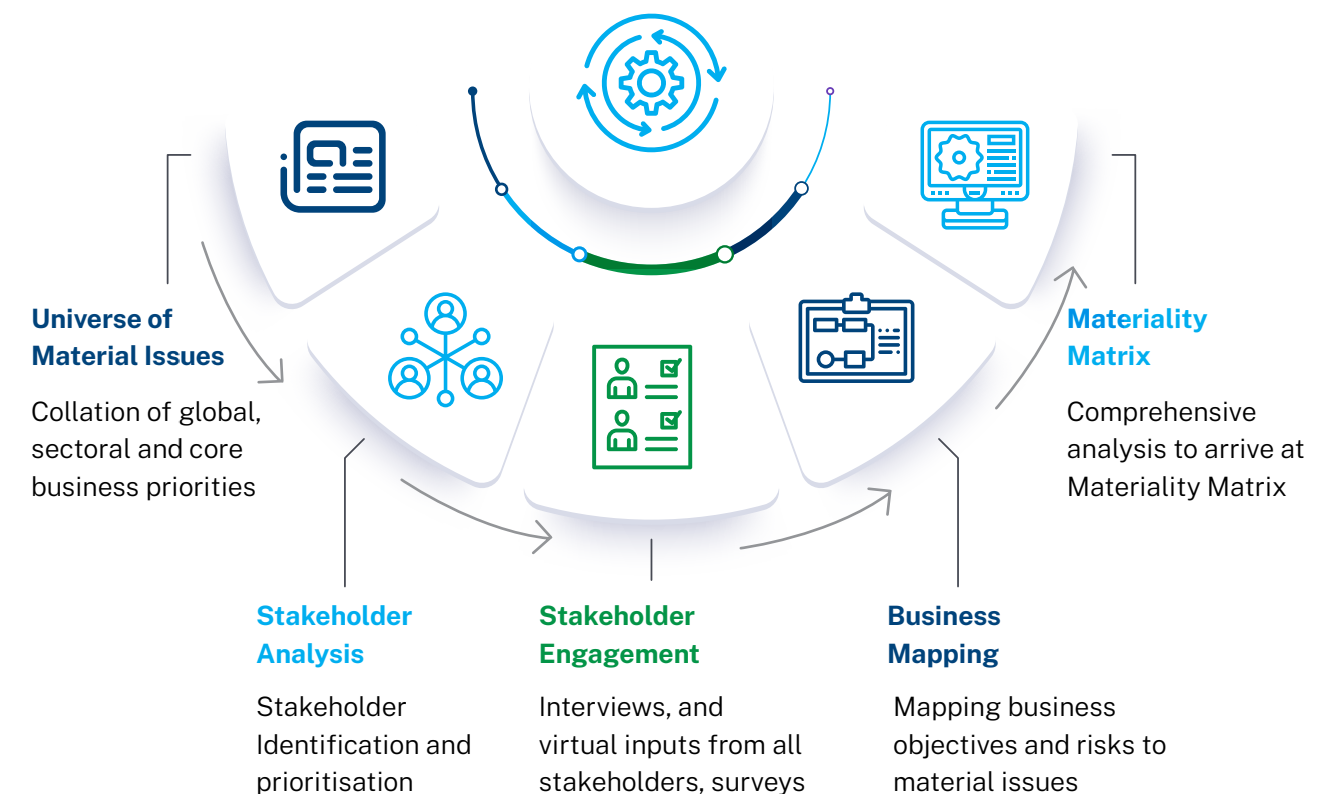 Universe of
Material Issues
Collation of global,
sectoral and core
business priorities
Stakeholder
Analysis
Stakeholder
Identification and
prioritisation
Stakeholder
Engagement
Interviews, and
virtual inputs from all
stakeholders, surveys
Business
Mapping
Mapping business
objectives and risks to
material issues
Materiality
Matrix
Comprehensive
analysis to arrive at
Materiality Matrix